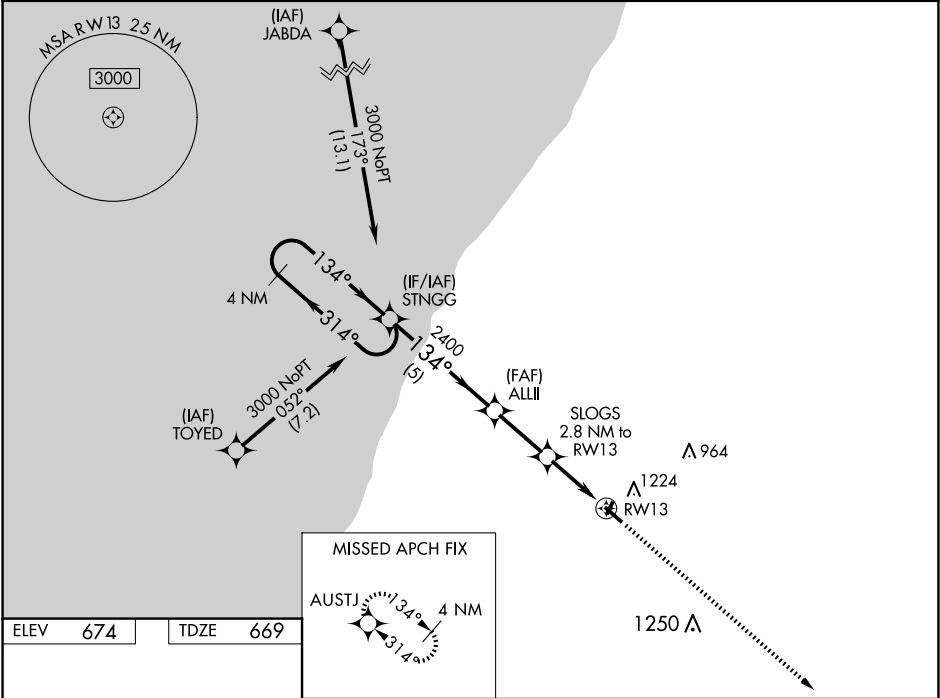 MSA RW13 25 NM
3000
(IAF)
JABDA
3000 NoPT
173°
(13.1)
134°
4 NM
314°
(IF/IAF)
STNGG
2400
134°
(5)
3000 NoPT
052°
(7.2)
(IAF)
TOYED
(FAF)
ALLII
SLOGS
2.8 NM to
RW13
964
1224
RW13
MISSED APCH FIX
AUSTJ
134°
4 NM
314°
1250
ELEV 674
TDZE 669